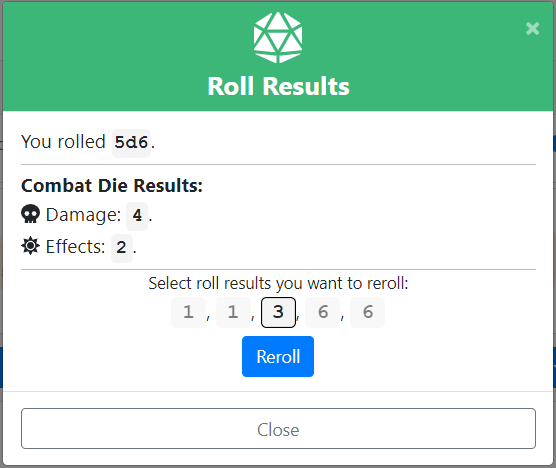 ×
Roll Results
You rolled 5d6.
Combat Die Results:
Damage: 4.
Effects: 2.
Select roll results you want to reroll:
1, 1, 3, 6, 6
Reroll
Close